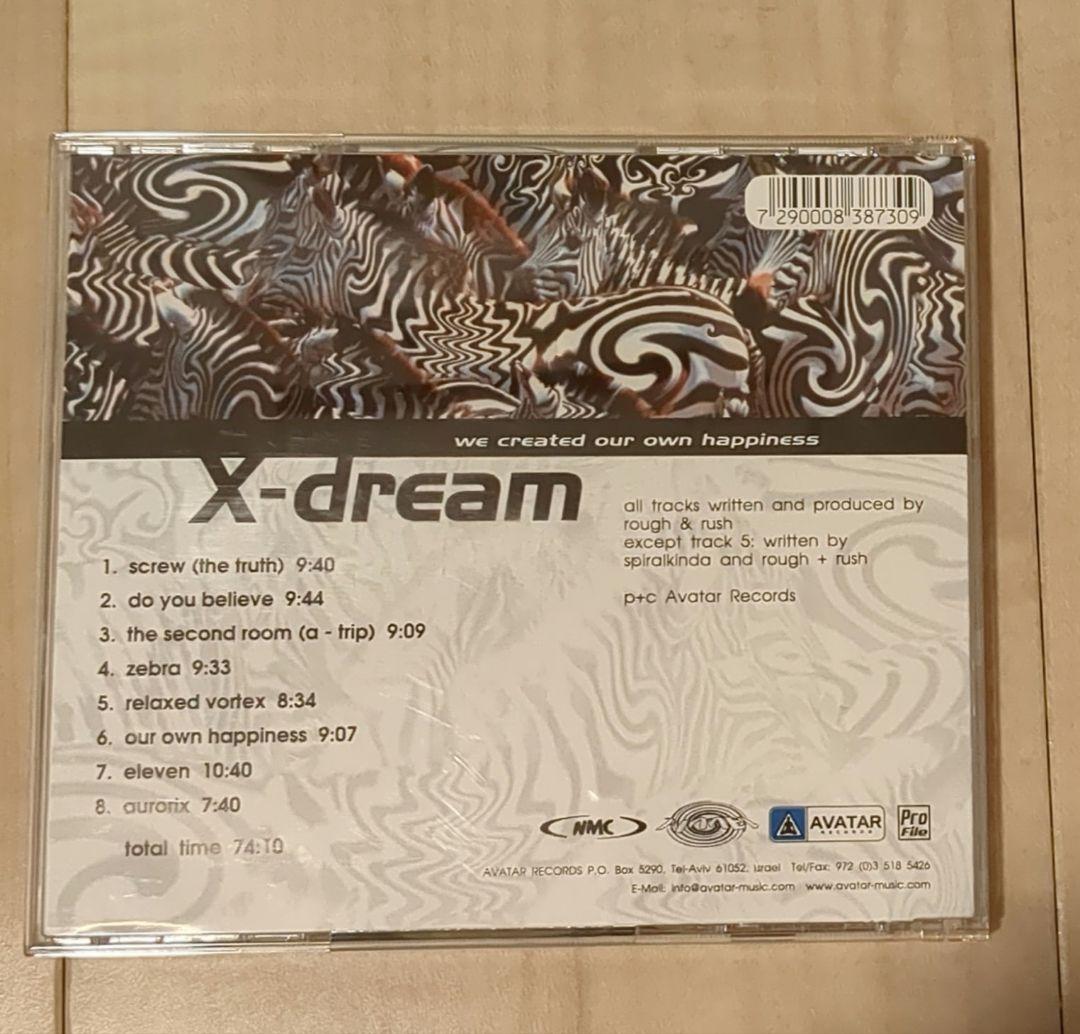 7 290008 387309
we created our own happiness
X-dream
all tracks written and produced by
rough & rush
except track 5: written by
spiralkinda and rough + rush
p+c Avatar Records
1. screw (the truth) 9:40
2. do you believe 9:44
3. the second room (a - trip) 9:09
4. zebra 9:33
5. relaxed vortex 8:34
6. our own happiness 9:07
7. eleven 10:40
8. aurorix 7:40
total time 74:10
NMC
AVATAR
RECORDS
Pro
File
AVATAR RECORDS P.O. Box 5290, Tel-Aviv 61052, Israel Tel/Fax: 972 (0)3 518 5426
E-Mail: info@avatar-music.com www.avatar-music.com